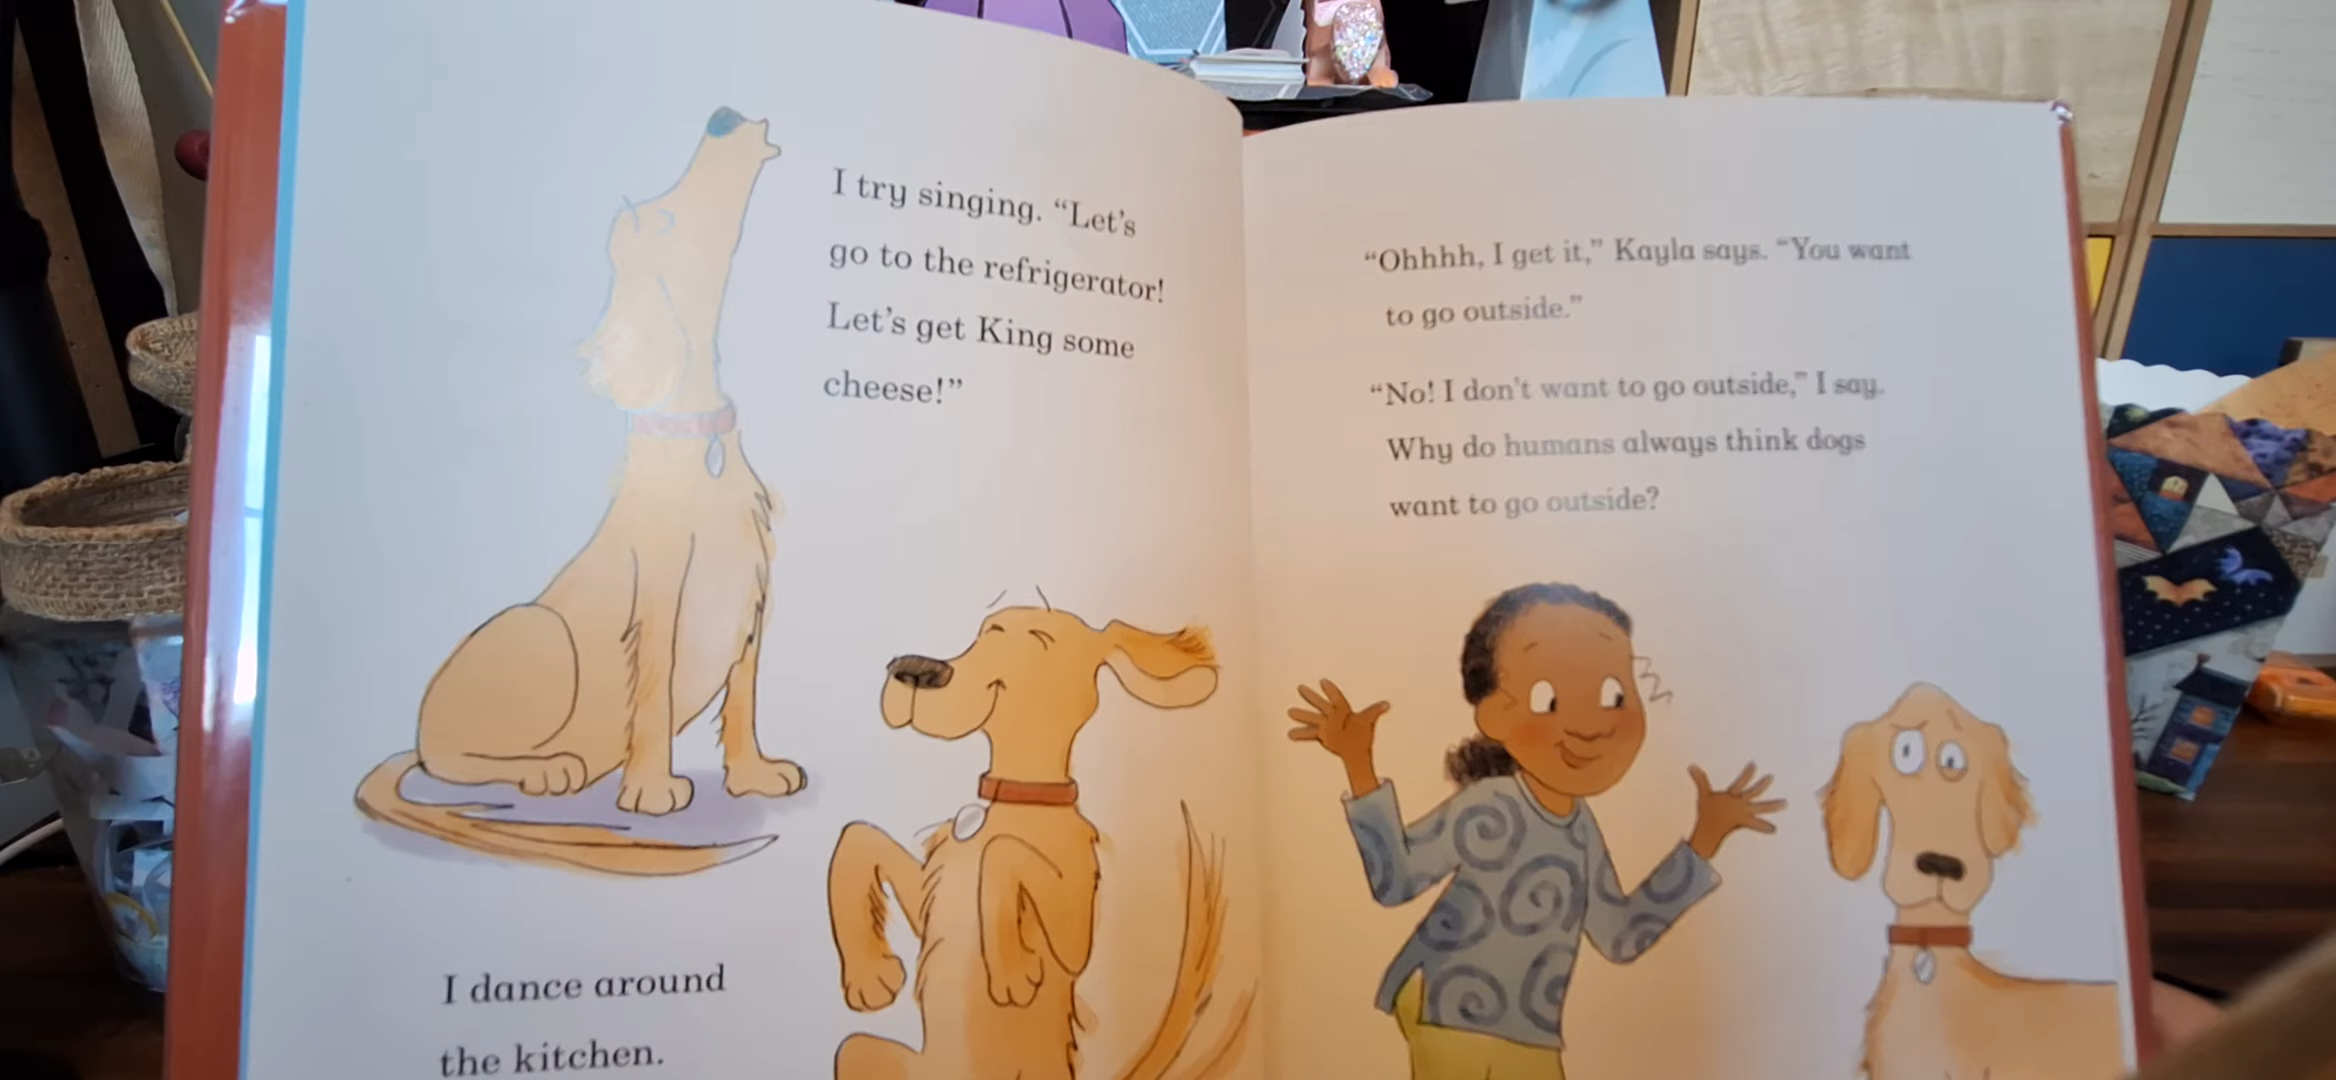 I try singing. “Let’s
go to the refrigerator!
Let’s get King some
cheese!”
I dance around
the kitchen.
“Ohhhh, I get it,” Kayla says. “You want
to go outside.”
“No! I don’t want to go outside,” I say.
Why do humans always think dogs
want to go outside?